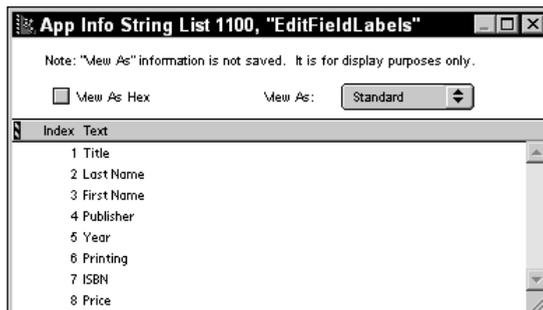 App Info String List 1100, "EditFieldLabels"
Note: "View As" information is not saved. It is for display purposes only.
View As Hex View As: Standard
Index Text
1 Title
2 Last Name
3 First Name
4 Publisher
5 Year
6 Printing
7 ISBN
8 Price